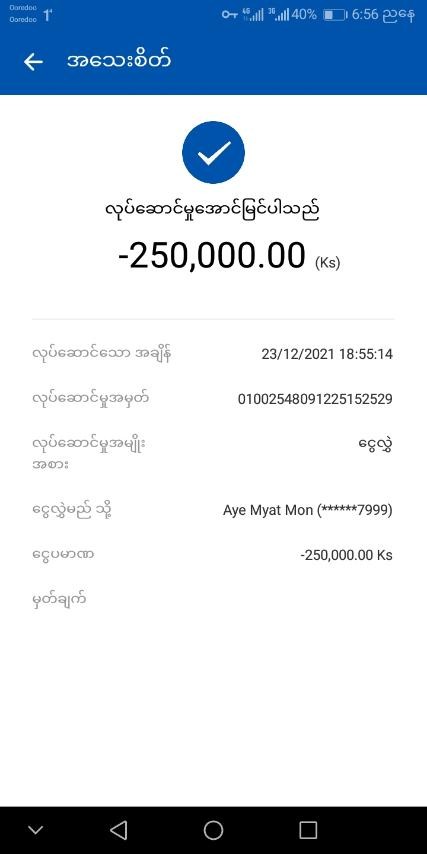 Ooredoo
Ooredoo
4G 3G 40% 6:56 ညနေ
အသေးစိတ်
လုပ်ဆောင်မှုအောင်မြင်ပါသည်
-250,000.00 (Ks)
လုပ်ဆောင်သော အချိန် 23/12/2021 18:55:14
လုပ်ဆောင်မှုအမှတ် 01002548091225152529
လုပ်ဆောင်မှုအမျိုး ငွေလွှဲ
အစား
ငွေလွှဲမည် သို့ Aye Myat Mon (******7999)
ငွေပမာဏ -250,000.00 Ks
မှတ်ချက်